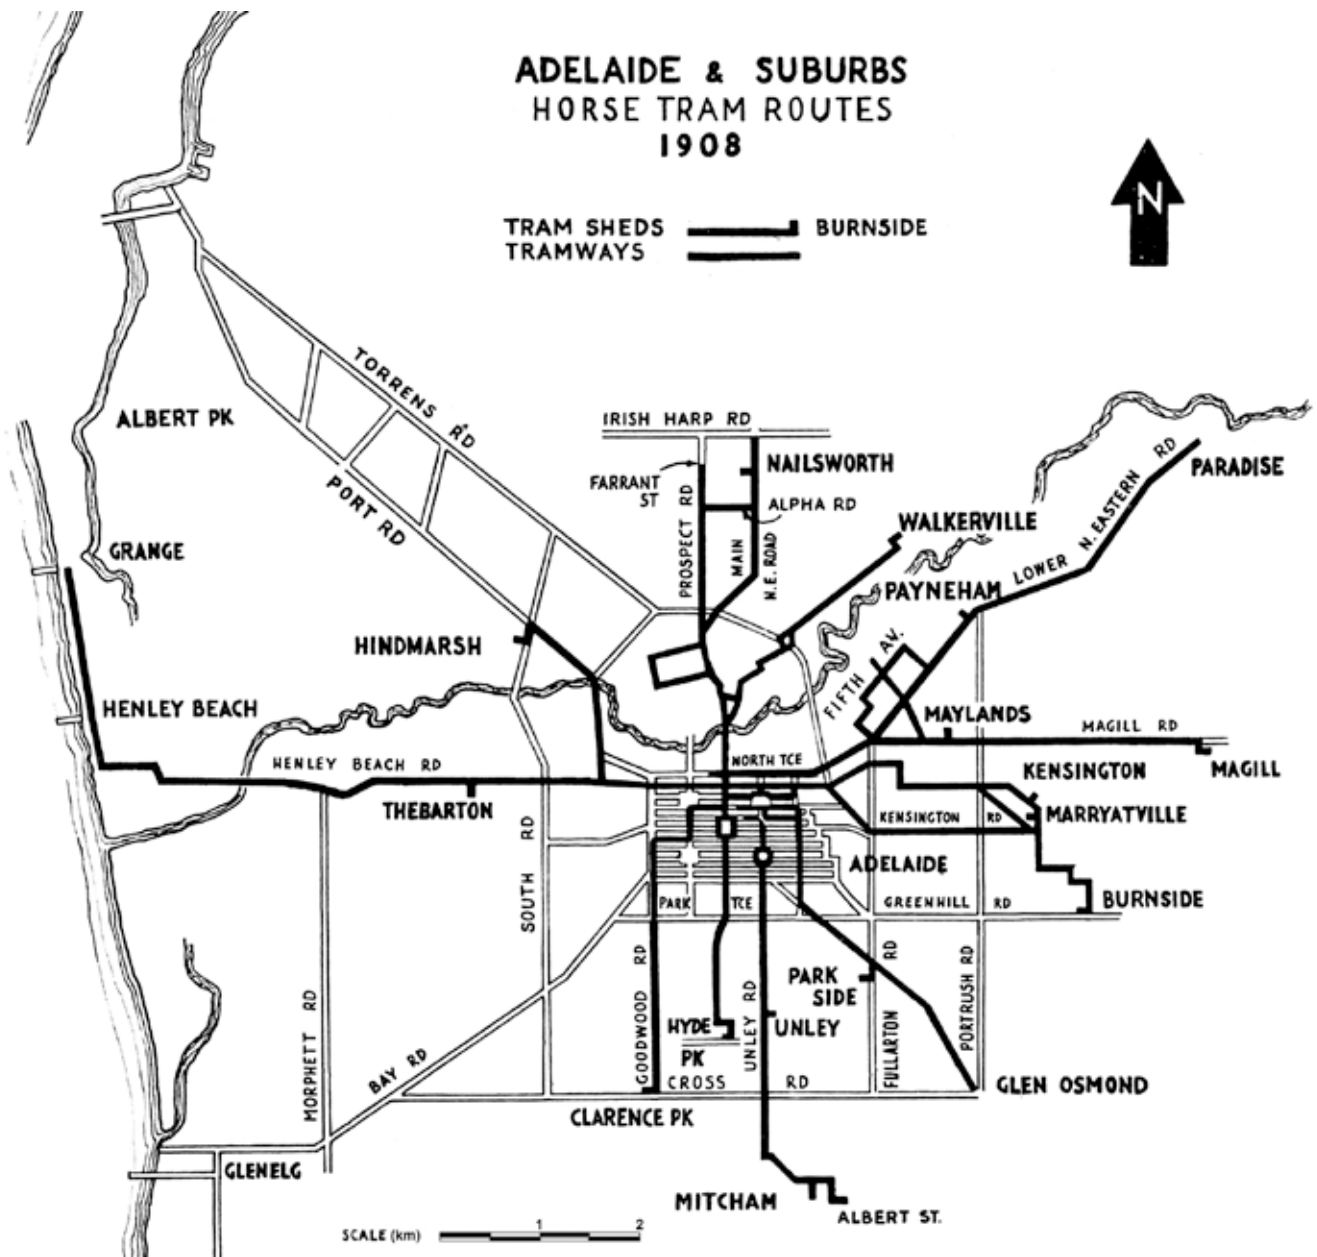 ADELAIDE & SUBURBS
HORSE TRAM ROUTES
1908
N
TRAM SHEDS
BURNSIDE
TRAMWAYS
TORRENS RD
ALBERT PK
IRISH HARP RD
NAILSWORTH
PARADISE
FARRANT
ST
PORT RD
PROSPECT RD
ALPHA RD
WALKERVILLE
LOWER N. EASTERN RD
GRANGE
MAIN
N.E. ROAD
PAYNEHAM
HINDMARSH
FIFTH AV.
HENLEY BEACH
MAYLANDS
MAGILL RD
HENLEY BEACH RD
NORTH TCE
KENSINGTON
MAGILL
THEBARTON
KENSINGTON RD
MARRYATVILLE
SOUTH RD
ADELAIDE
PARK TCE
GREENHILL RD
BURNSIDE
GOODWOOD RD
UNLEY RD
PARK
SIDE
FULLARTON RD
PORTRUSH RD
MORPHETT RD
BAY RD
HYDE
PK
UNLEY
CROSS RD
GLEN OSMOND
CLARENCE PK
GLENELG
MITCHAM
ALBERT ST.
SCALE (km)
1
2